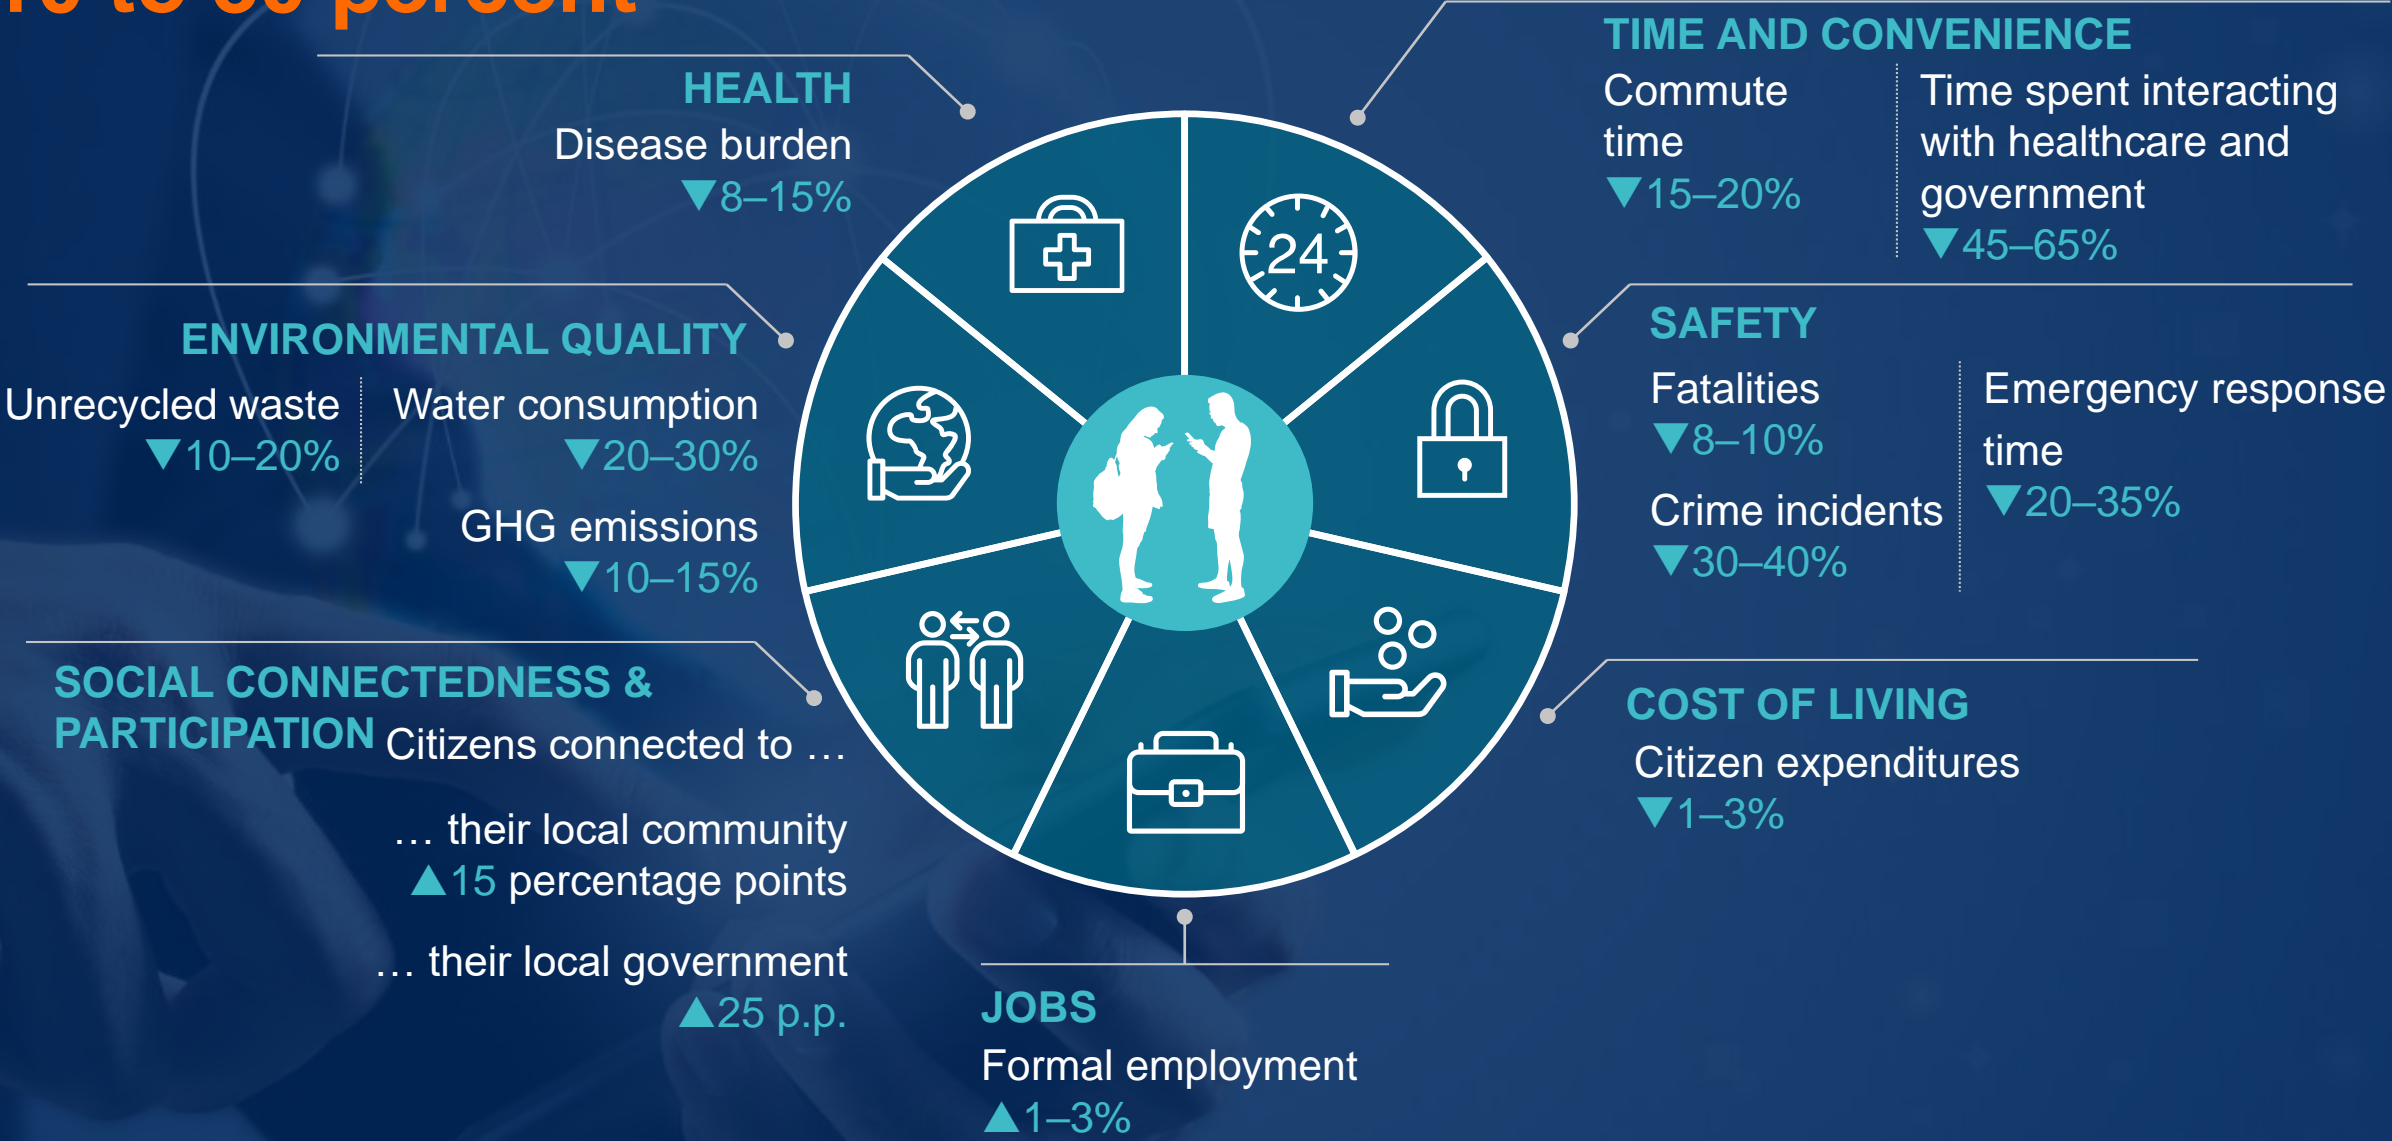 10 to 30 percent
HEALTH
Disease burden
▼8–15%
TIME AND CONVENIENCE
Commute
time
▼15–20%
Time spent interacting
with healthcare and
government
▼45–65%
24
ENVIRONMENTAL QUALITY
Unrecycled waste
▼10–20%
Water consumption
▼20–30%
GHG emissions
▼10–15%
SAFETY
Fatalities
▼8–10%
Crime incidents
▼30–40%
Emergency response
time
▼20–35%
SOCIAL CONNECTEDNESS &
PARTICIPATION
Citizens connected to …
… their local community
▲15 percentage points
… their local government
▲25 p.p.
COST OF LIVING
Citizen expenditures
▼1–3%
JOBS
Formal employment
▲1–3%